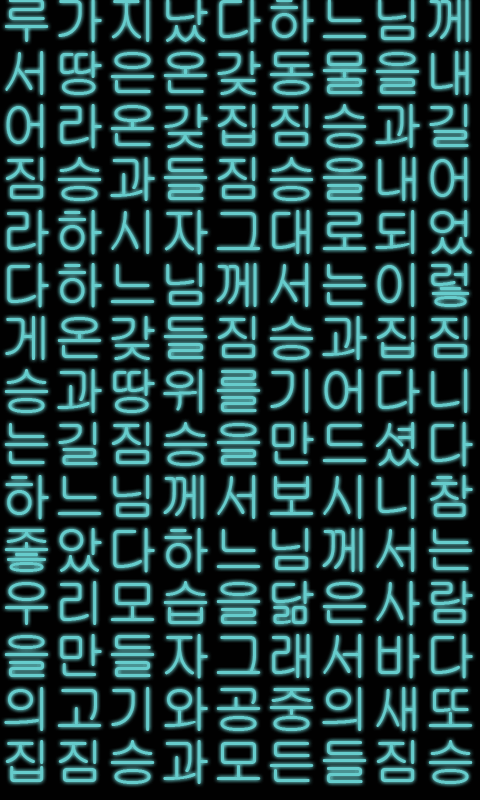 루가지났다하느님께
서땅은온갖동물을내
어라온갖집짐승과길
짐승과들짐승을내어
라하시자그대로되었
다하느님께서는이렇
게온갖들짐승과집짐
승과땅위를기어다니
는길짐승을만드셨다
하느님께서보시니참
좋았다하느님께서는
우리모습을닮은사람
을만들자그래서바다
의고기와공중의새또
집짐승과모든들짐승